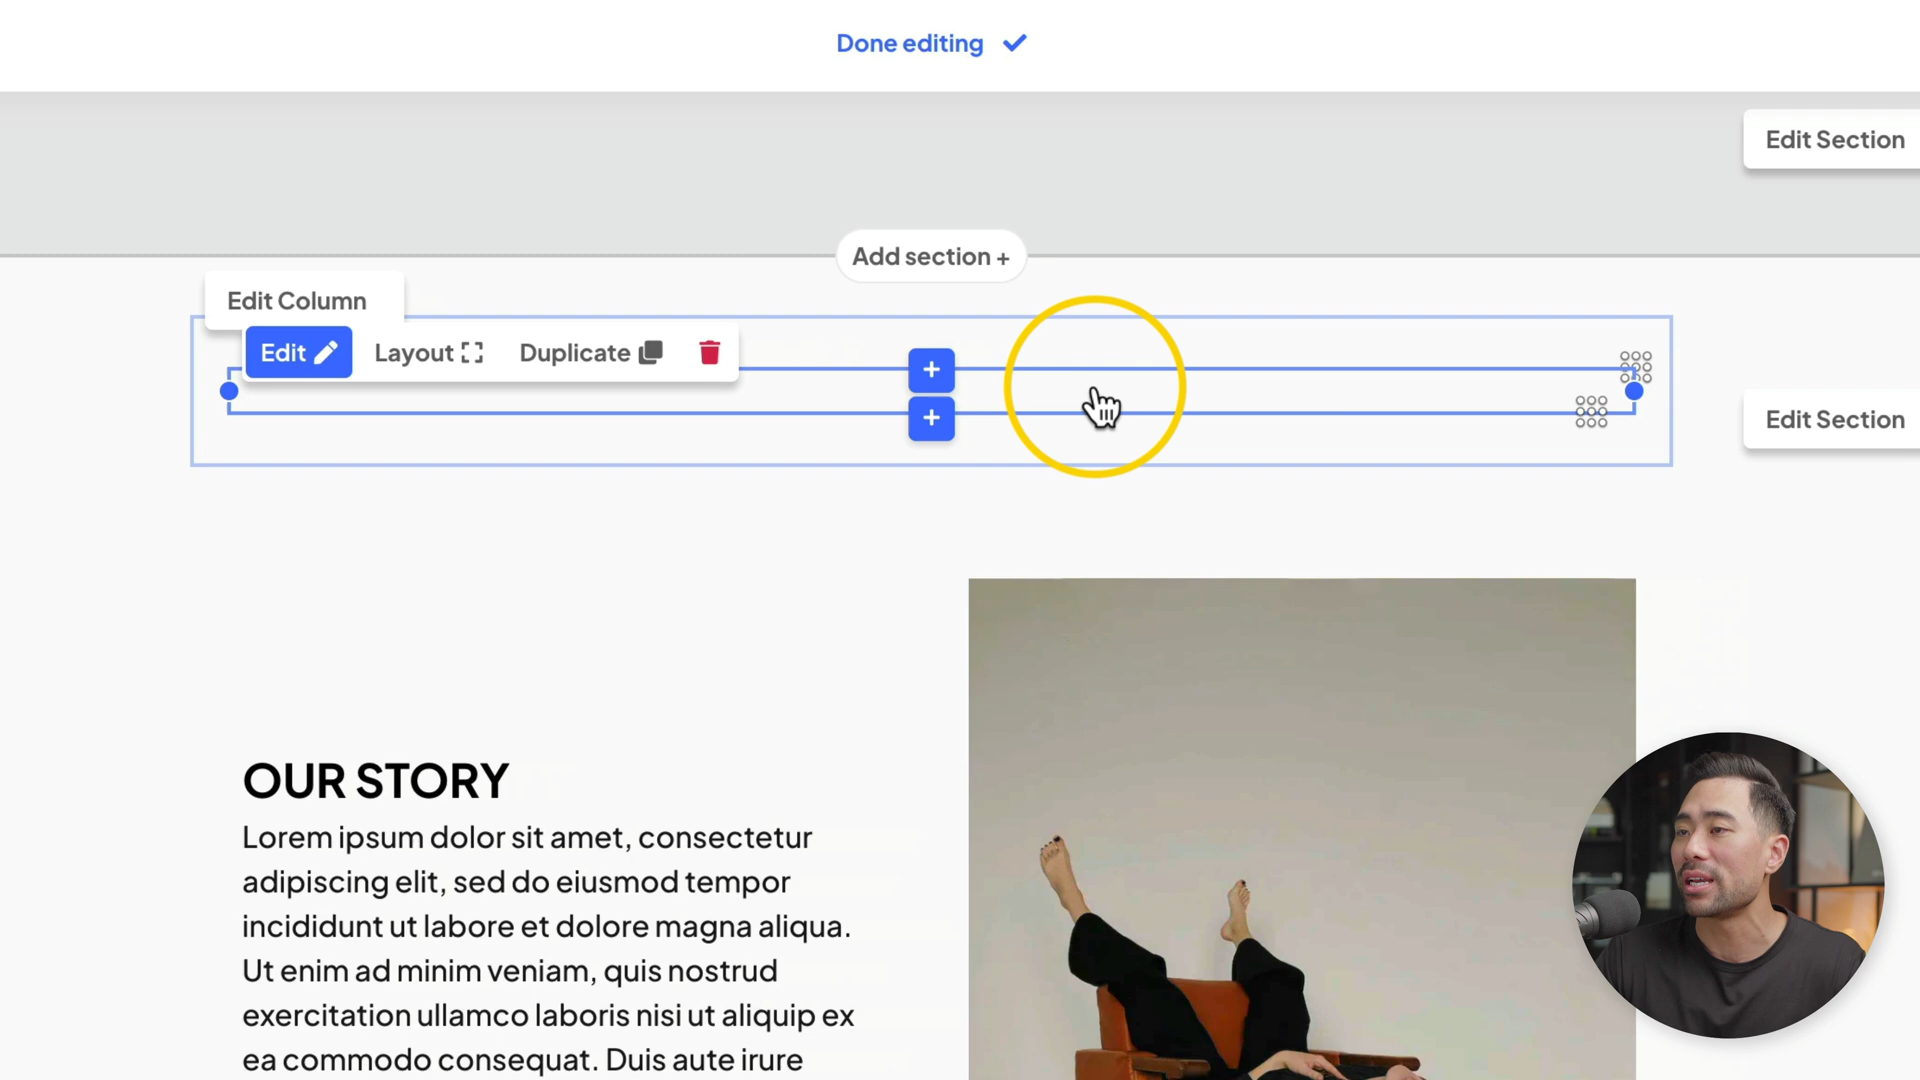 Done editing
Edit Section
Add section +
Edit Column
Edit
Layout
Duplicate
Edit Section
OUR STORY
Lorem ipsum dolor sit amet, consectetur
adipiscing elit, sed do eiusmod tempor
incididunt ut labore et dolore magna aliqua.
Ut enim ad minim veniam, quis nostrud
exercitation ullamco laboris nisi ut aliquip ex
ea commodo consequat. Duis aute irure